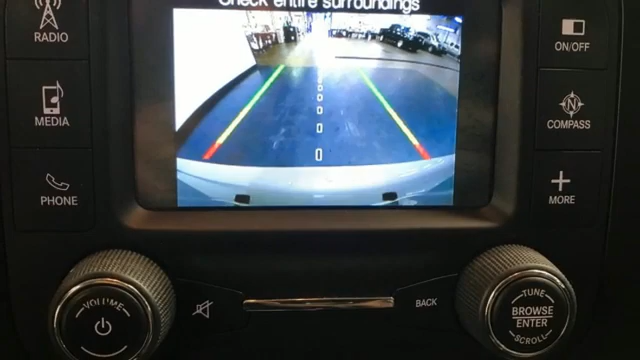 Check entire surroundings
RADIO
MEDIA
PHONE
ON/OFF
N
COMPASS
MORE
VOLUME
BACK
TUNE
BROWSE
ENTER
SCROLL